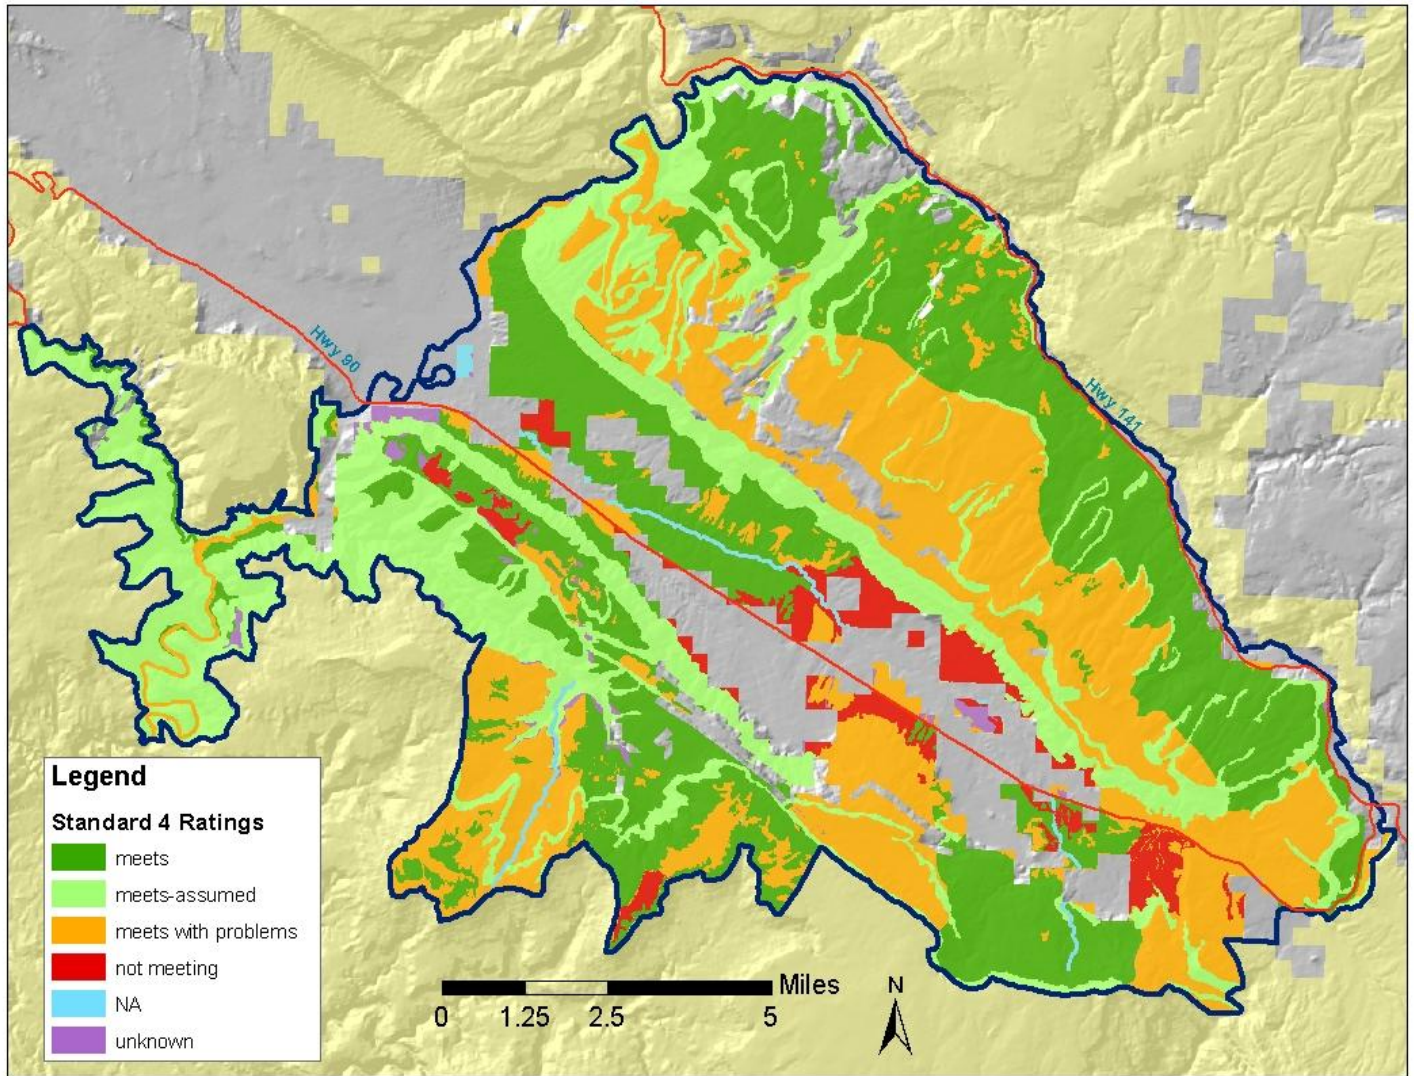 Hwy 90
Hwy 141
Legend
Standard 4 Ratings
meets
meets-assumed
meets with problems
not meeting
NA
unknown
Miles
0 1.25 2.5 5
N